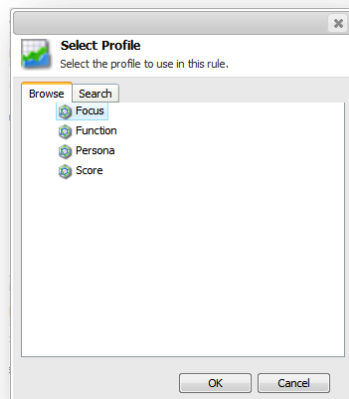 Select Profile
Select the profile to use in this rule.
Browse Search
Focus
Function
Persona
Score
OK Cancel